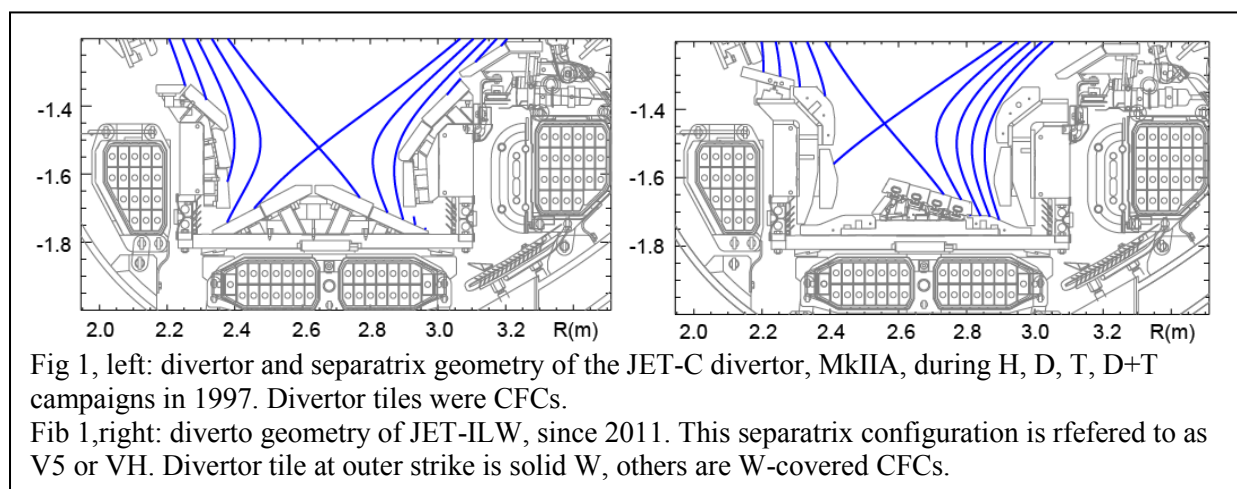 -1.4
-1.6
-1.8
2.0 2.2 2.4 2.6 2.8 3.0 3.2 R(m)
-1.4
-1.6
-1.8
2.0 2.2 2.4 2.6 2.8 3.0 3.2 R(m)
Fig 1, left: divertor and separatrix geometry of the JET-C divertor, MkIIA, during H, D, T, D+T
campaigns in 1997. Divertor tiles were CFCs.
Fib 1,right: diverto geometry of JET-ILW, since 2011. This separatrix configuration is rfefered to as
V5 or VH. Divertor tile at outer strike is solid W, others are W-covered CFCs.